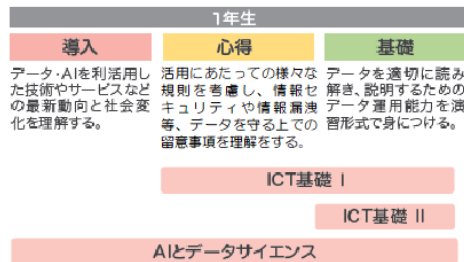 1年生
導入
心得
基礎
データ・AIを利活用し
た技術やサービスなど
の最新動向と社会変
化を理解する。
活用にあたっての様々な
規則を考慮し、情報セ
キュリティや情報漏洩
等、データを守る上での
留意事項を理解をする。
データを適切に読み
解き、説明するための
データ運用能力を演
習形式で身につける。
ICT基礎 I
ICT基礎 II
AIとデータサイエンス